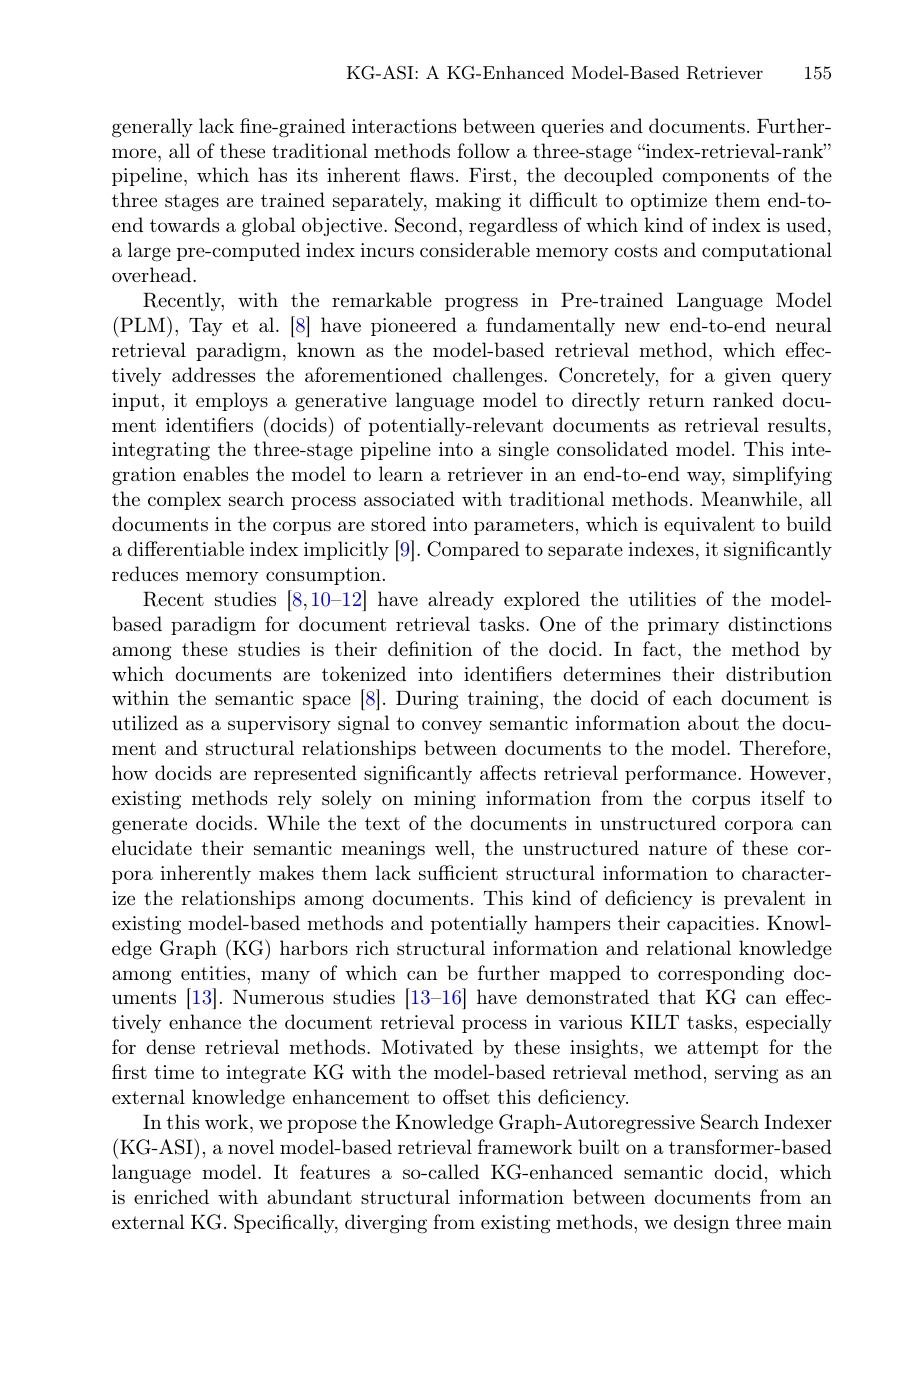 KG-ASI: A KG-Enhanced Model-Based Retriever 155
generally lack fine-grained interactions between queries and documents. Further-
more, all of these traditional methods follow a three-stage “index-retrieval-rank”
pipeline, which has its inherent flaws. First, the decoupled components of the
three stages are trained separately, making it difficult to optimize them end-to-
end towards a global objective. Second, regardless of which kind of index is used,
a large pre-computed index incurs considerable memory costs and computational
overhead.
Recently, with the remarkable progress in Pre-trained Language Model
(PLM), Tay et al. [8] have pioneered a fundamentally new end-to-end neural
retrieval paradigm, known as the model-based retrieval method, which effec-
tively addresses the aforementioned challenges. Concretely, for a given query
input, it employs a generative language model to directly return ranked docu-
ment identifiers (docids) of potentially-relevant documents as retrieval results,
integrating the three-stage pipeline into a single consolidated model. This inte-
gration enables the model to learn a retriever in an end-to-end way, simplifying
the complex search process associated with traditional methods. Meanwhile, all
documents in the corpus are stored into parameters, which is equivalent to build
a differentiable index implicitly [9]. Compared to separate indexes, it significantly
reduces memory consumption.
Recent studies [8,10–12] have already explored the utilities of the model-
based paradigm for document retrieval tasks. One of the primary distinctions
among these studies is their definition of the docid. In fact, the method by
which documents are tokenized into identifiers determines their distribution
within the semantic space [8]. During training, the docid of each document is
utilized as a supervisory signal to convey semantic information about the docu-
ment and structural relationships between documents to the model. Therefore,
how docids are represented significantly affects retrieval performance. However,
existing methods rely solely on mining information from the corpus itself to
generate docids. While the text of the documents in unstructured corpora can
elucidate their semantic meanings well, the unstructured nature of these cor-
pora inherently makes them lack sufficient structural information to character-
ize the relationships among documents. This kind of deficiency is prevalent in
existing model-based methods and potentially hampers their capacities. Knowl-
edge Graph (KG) harbors rich structural information and relational knowledge
among entities, many of which can be further mapped to corresponding doc-
uments [13]. Numerous studies [13–16] have demonstrated that KG can effec-
tively enhance the document retrieval process in various KILT tasks, especially
for dense retrieval methods. Motivated by these insights, we attempt for the
first time to integrate KG with the model-based retrieval method, serving as an
external knowledge enhancement to offset this deficiency.
In this work, we propose the Knowledge Graph-Autoregressive Search Indexer
(KG-ASI), a novel model-based retrieval framework built on a transformer-based
language model. It features a so-called KG-enhanced semantic docid, which
is enriched with abundant structural information between documents from an
external KG. Specifically, diverging from existing methods, we design three main